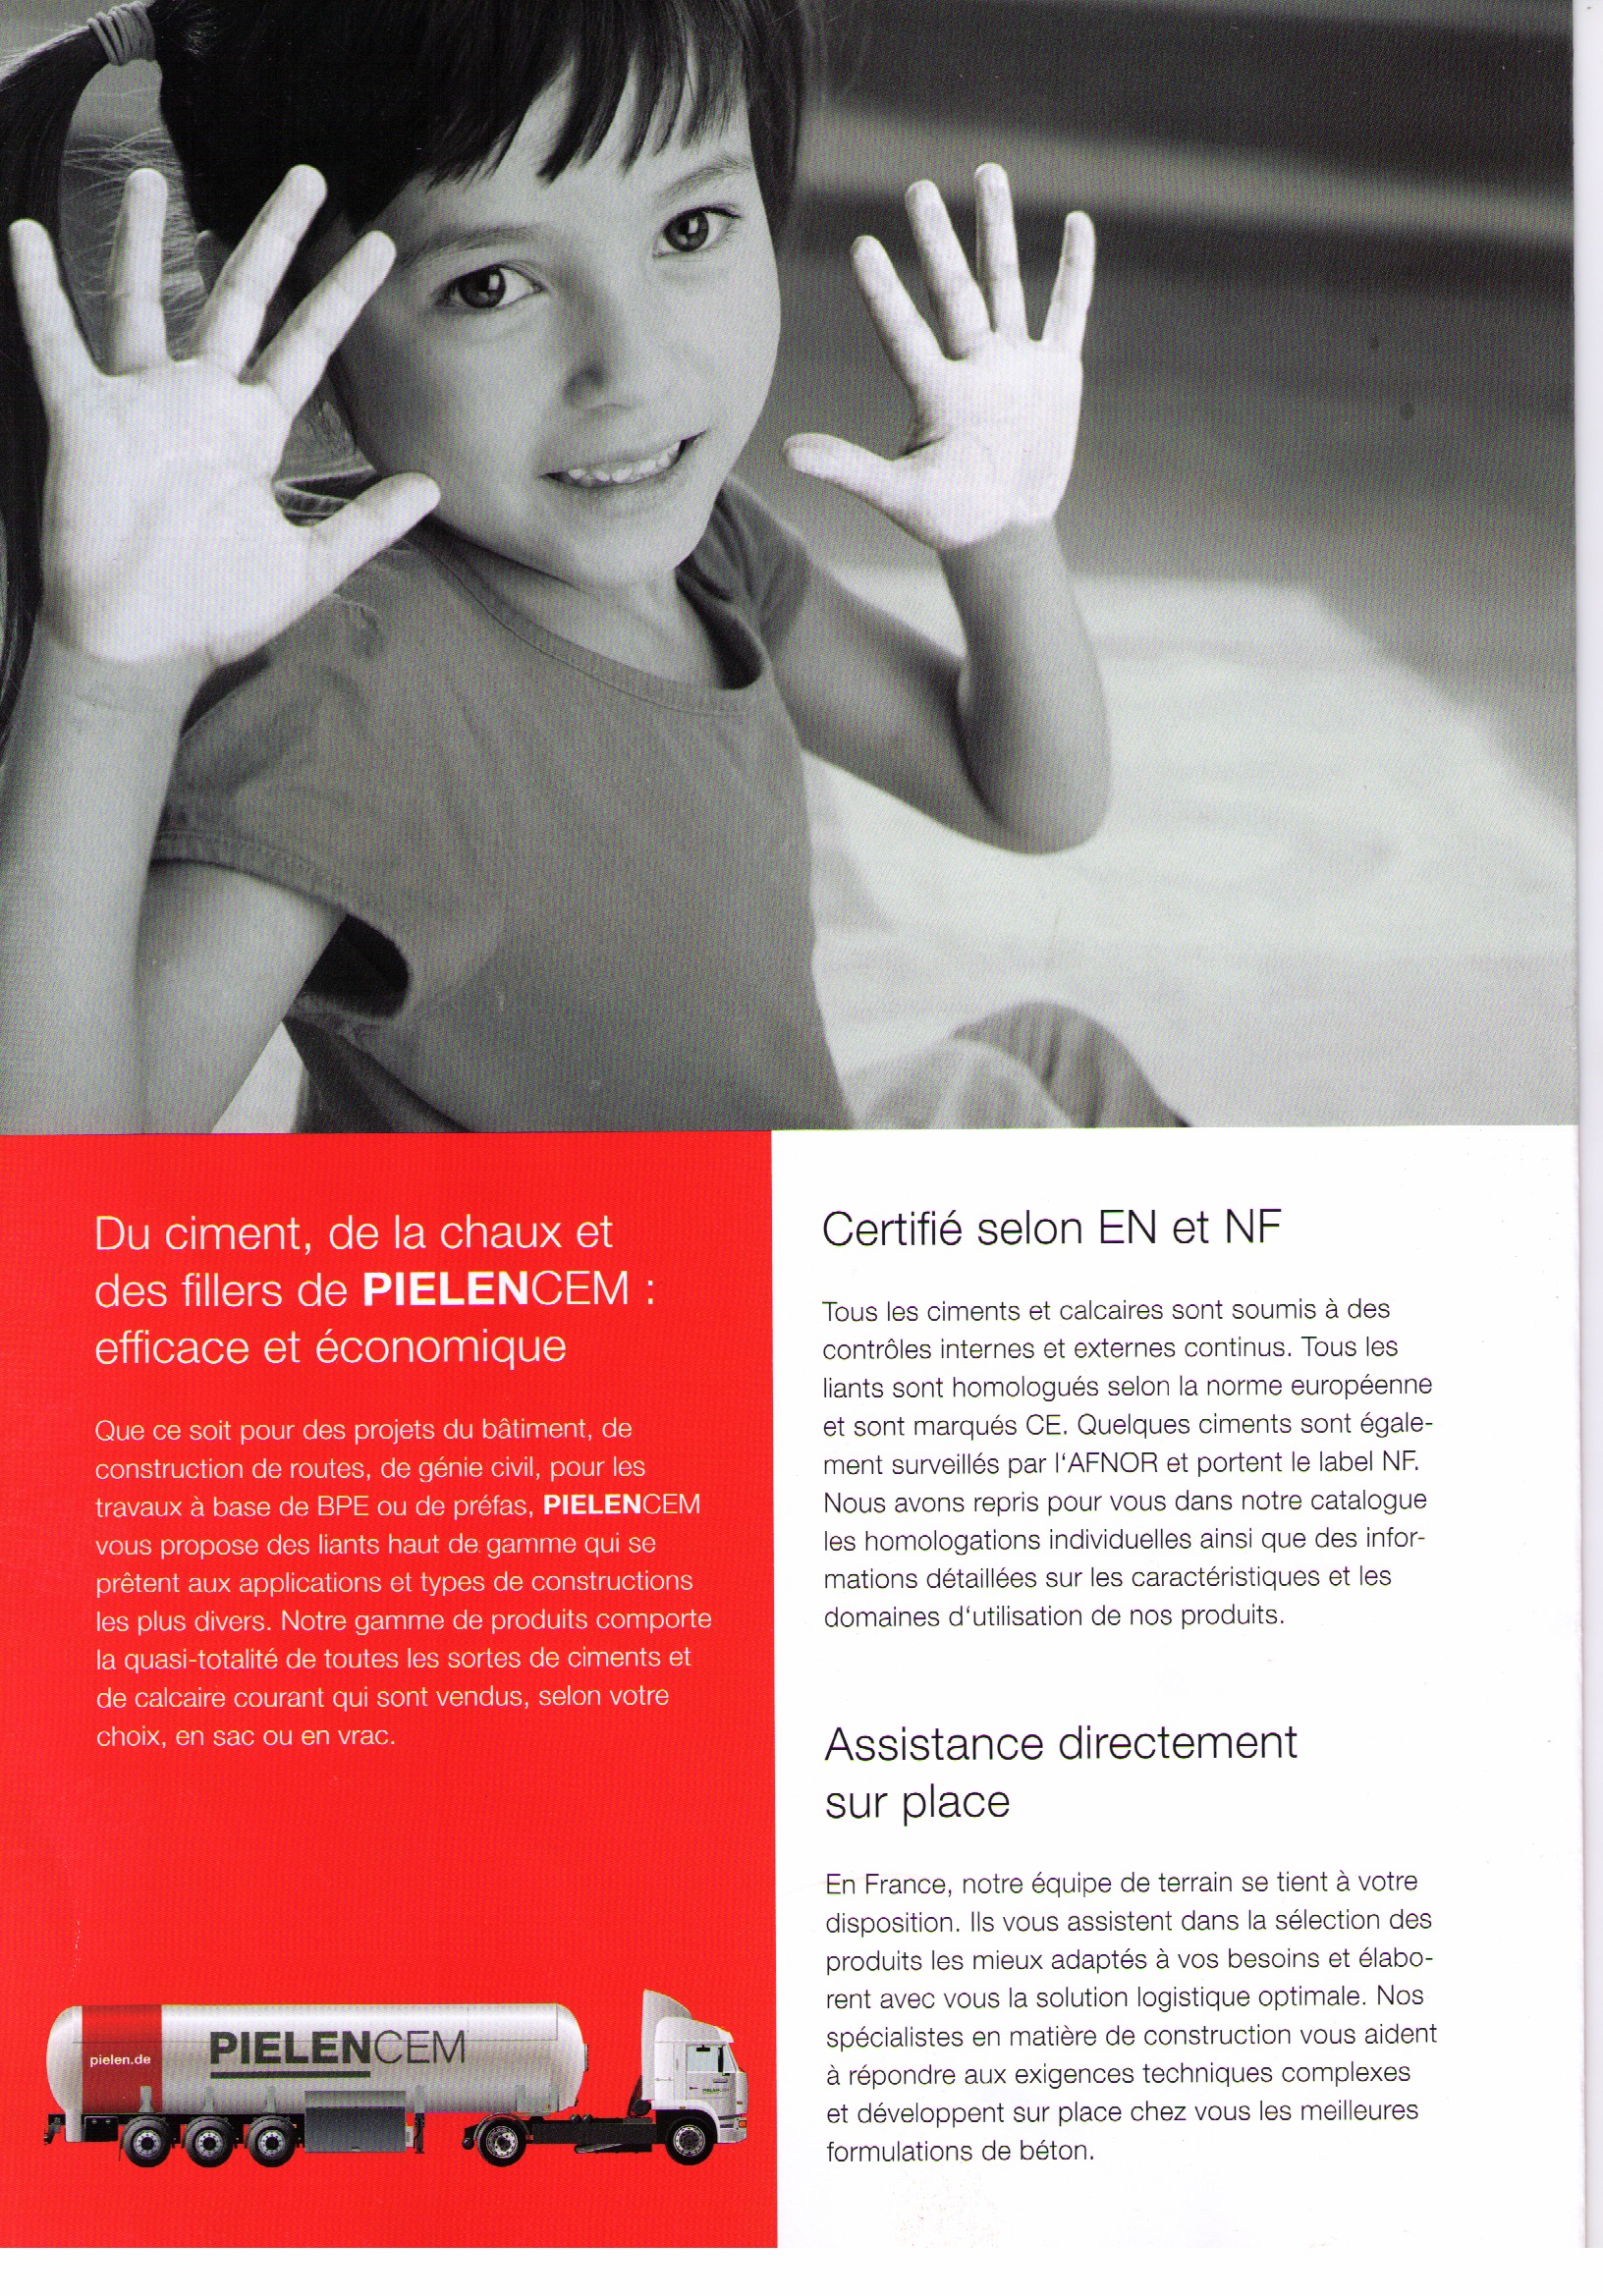 Du ciment, de la chaux et
des fillers de PIELENCEM :
efficace et économique
Que ce soit pour des projets du bâtiment, de
construction de routes, de génie civil, pour les
travaux à base de BPE ou de préfas, PIELENCEM
vous propose des liants haut de gamme qui se
prêtent aux applications et types de constructions
les plus divers. Notre gamme de produits comporte
la quasi-totalité de toutes les sortes de ciments et
de calcaire courant qui sont vendus, selon votre
choix, en sac ou en vrac.
pielen.de
PIELENCEM
Certifié selon EN et NF
Tous les ciments et calcaires sont soumis à des
contrôles internes et externes continus. Tous les
liants sont homologués selon la norme européenne
et sont marqués CE. Quelques ciments sont égale-
ment surveillés par l'AFNOR et portent le label NF.
Nous avons repris pour vous dans notre catalogue
les homologations individuelles ainsi que des infor-
mations détaillées sur les caractéristiques et les
domaines d'utilisation de nos produits.
Assistance directement
sur place
En France, notre équipe de terrain se tient à votre
disposition. Ils vous assistent dans la sélection des
produits les mieux adaptés à vos besoins et élabo-
rent avec vous la solution logistique optimale. Nos
spécialistes en matière de construction vous aident
à répondre aux exigences techniques complexes
et développent sur place chez vous les meilleures
formulations de béton.